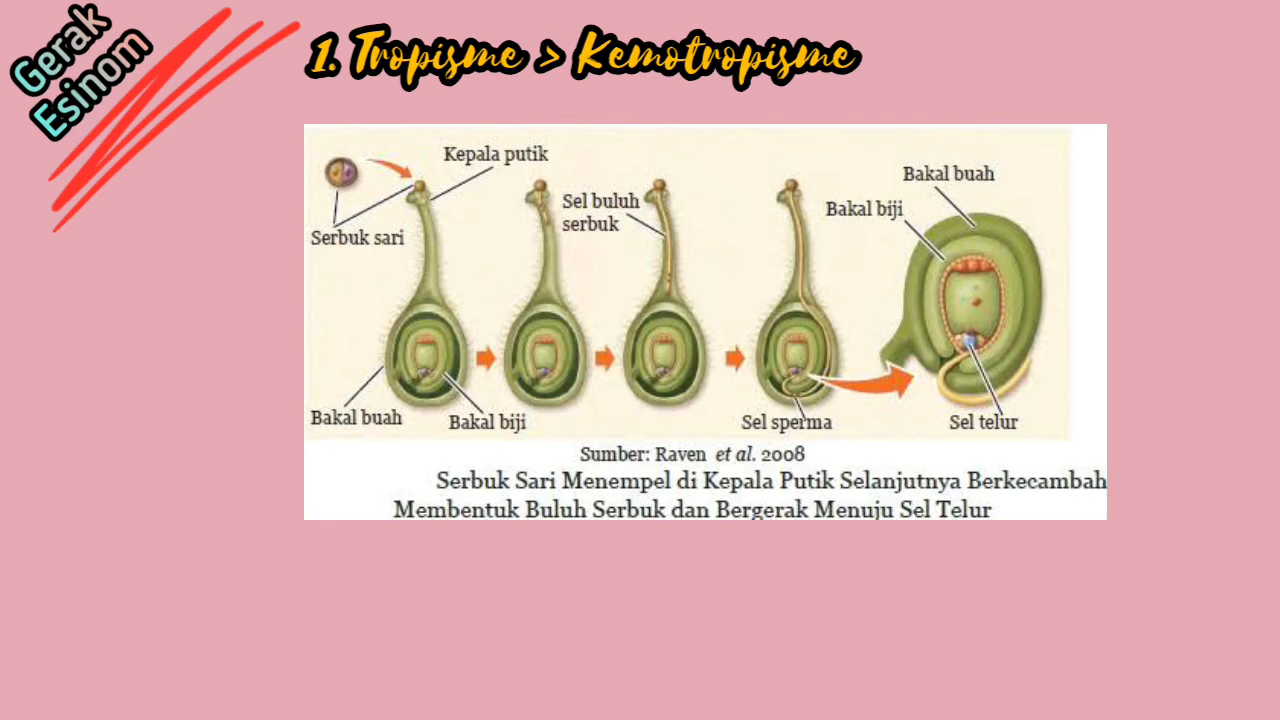 Gerak
Esinom
1. Tropisme > Kemotropisme
Kepala putik
Serbuk sari
Sel buluh
serbuk
Bakal buah
Bakal biji
Bakal buah
Bakal biji
Sel sperma
Sel telur
Sumber: Raven et al. 2008
Serbuk Sari Menempel di Kepala Putik Selanjutnya Berkecambah
Membentuk Buluh Serbuk dan Bergerak Menuju Sel Telur